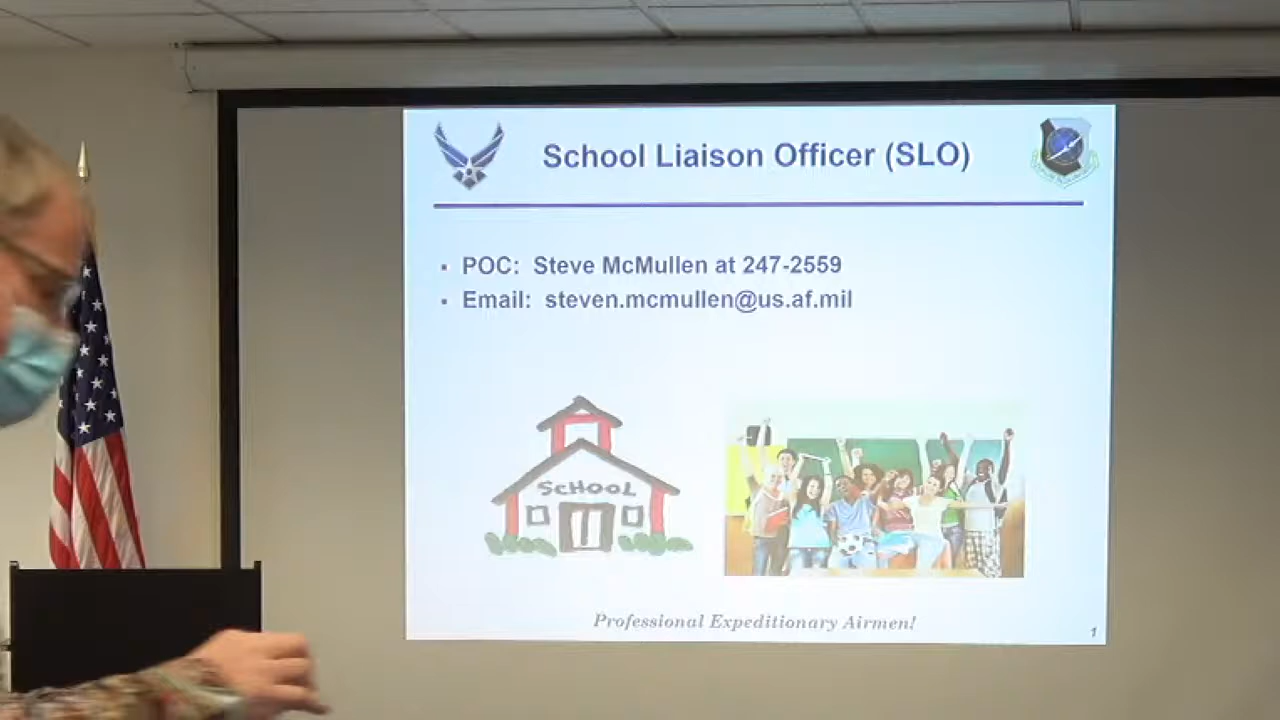 School Liaison Officer (SLO)
▪ POC: Steve McMullen at 247-2559
▪ Email: steven.mcmullen@us.af.mil
SCHOOL
Professional Expeditionary Airmen!
1